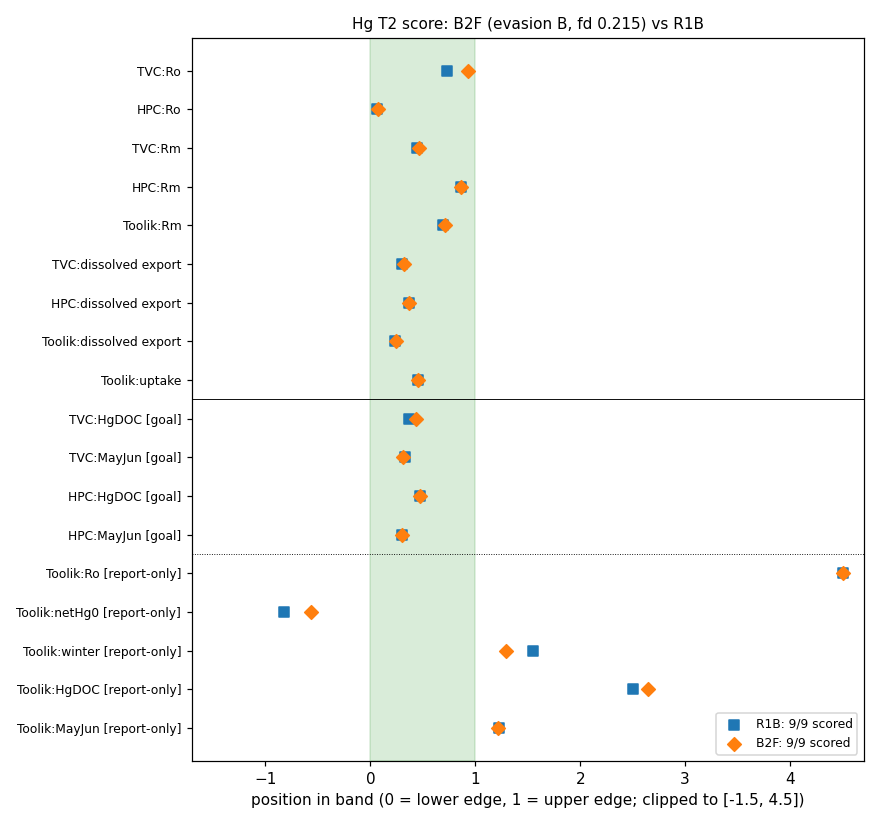 Hg T2 score: B2F (evasion B, fd 0.215) vs R1B
TVC:Ro
HPC:Ro
TVC:Rm
HPC:Rm
Toolik:Rm
TVC:dissolved export
HPC:dissolved export
Toolik:dissolved export
Toolik:uptake
TVC:HgDOC [goal]
TVC:MayJun [goal]
HPC:HgDOC [goal]
HPC:MayJun [goal]
Toolik:Ro [report-only]
Toolik:netHg0 [report-only]
Toolik:winter [report-only]
Toolik:HgDOC [report-only]
Toolik:MayJun [report-only]
R1B: 9/9 scored
B2F: 9/9 scored
−1 0 1 2 3 4
position in band (0 = lower edge, 1 = upper edge; clipped to [-1.5, 4.5])